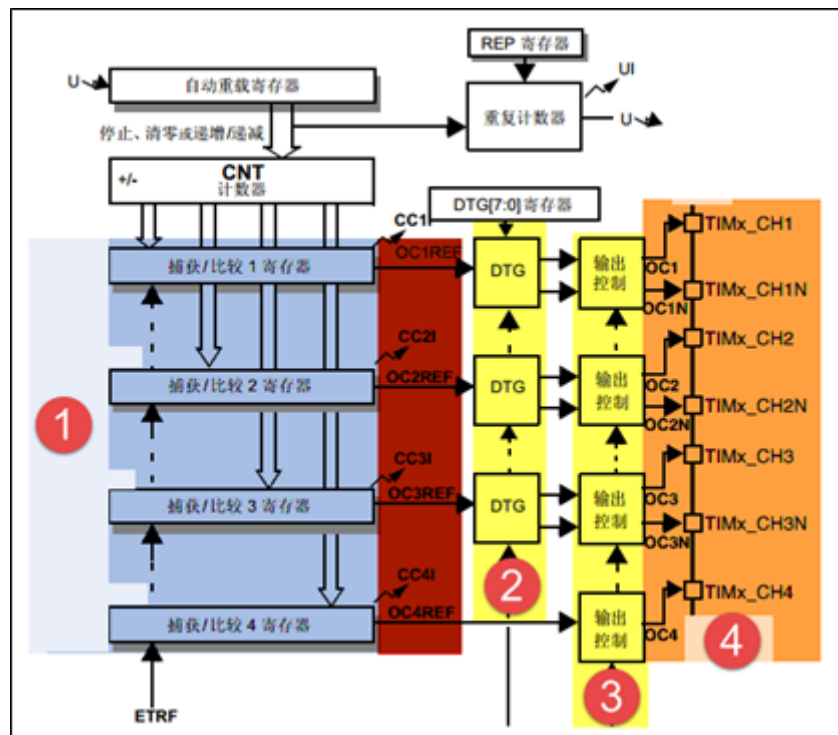 REP 寄存器
U
自动重载寄存器
UI
停止、清零或递增/递减
重复计数器
U
+/-
CNT
计数器
DTG[7:0]寄存器
CC1I
TIMx_CH1
捕获/比较 1 寄存器
OC1REF
DTG
输出
控制
OC1
TIMx_CH1N
OC1N
CC2I
TIMx_CH2
捕获/比较 2 寄存器
OC2REF
DTG
输出
控制
OC2
TIMx_CH2N
OC2N
1
CC3I
TIMx_CH3
捕获/比较 3 寄存器
OC3REF
DTG
输出
控制
OC3
TIMx_CH3N
OC3N
2
CC4I
TIMx_CH4
捕获/比较 4 寄存器
OC4REF
输出
控制
OC4
4
3
ETRF